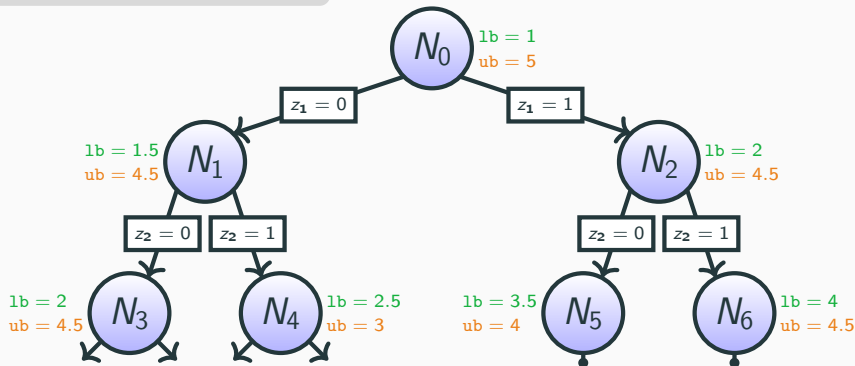 N₀
lb = 1
ub = 5
z₁ = 0
z₁ = 1
lb = 1.5
ub = 4.5
N₁
N₂
lb = 2
ub = 4.5
z₂ = 0
z₂ = 1
z₂ = 0
z₂ = 1
lb = 2
ub = 4.5
N₃
N₄
lb = 2.5
ub = 3
lb = 3.5
ub = 4
N₅
N₆
lb = 4
ub = 4.5